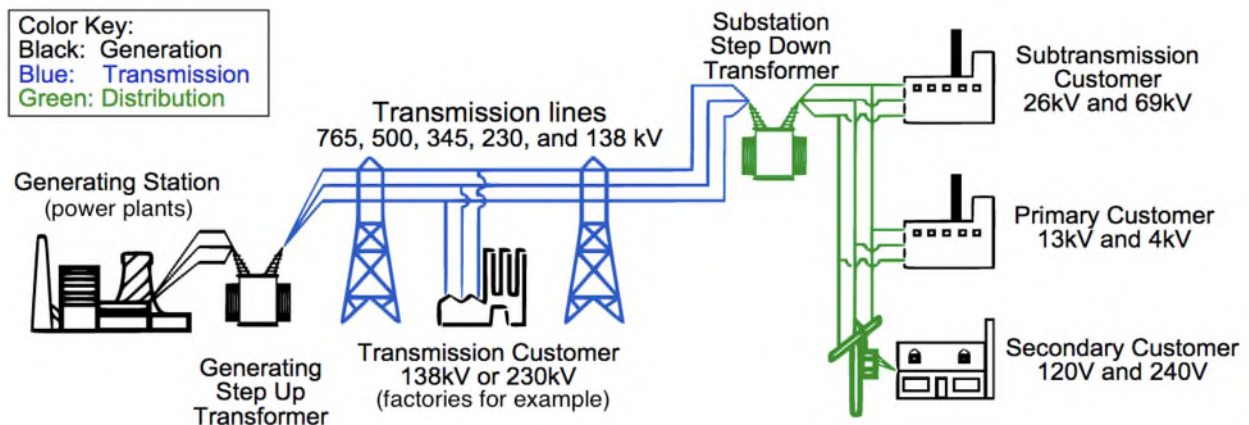 Color Key:
Black: Generation
Blue: Transmission
Green: Distribution
Generating Station
(power plants)
Generating
Step Up
Transformer
Transmission lines
765, 500, 345, 230, and 138 kV
Transmission Customer
138kV or 230kV
(factories for example)
Substation
Step Down
Transformer
Subtransmission
Customer
26kV and 69kV
Primary Customer
13kV and 4kV
Secondary Customer
120V and 240V